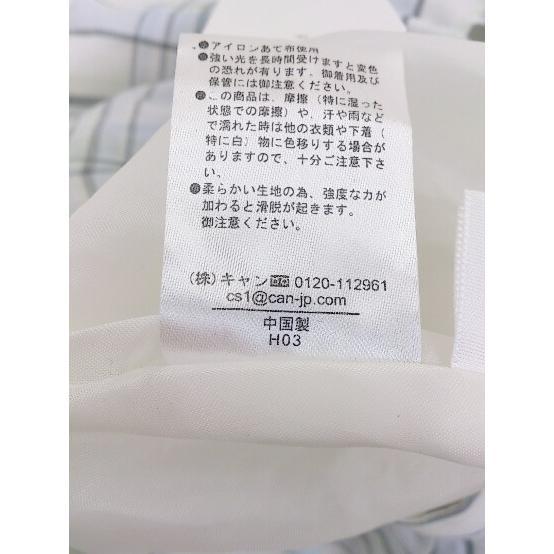 ●アイロンあて布使用
●強い光を長時間受けますと変色
の恐れが有ります。御着用及び
保管には御注意ください。
●この商品は、摩擦（特に湿った
状態での摩擦）や、汗や雨など
で濡れた時は他の衣類や下着（
特に白）物に色移りする場合が
ありますので、十分ご注意下さ
い。
●柔らかい生地の為、強度な力が
加わると滑脱が起きます。
御注意ください。
(株)キャン 0120-112961
cs1@can-jp.com
中国製
H03